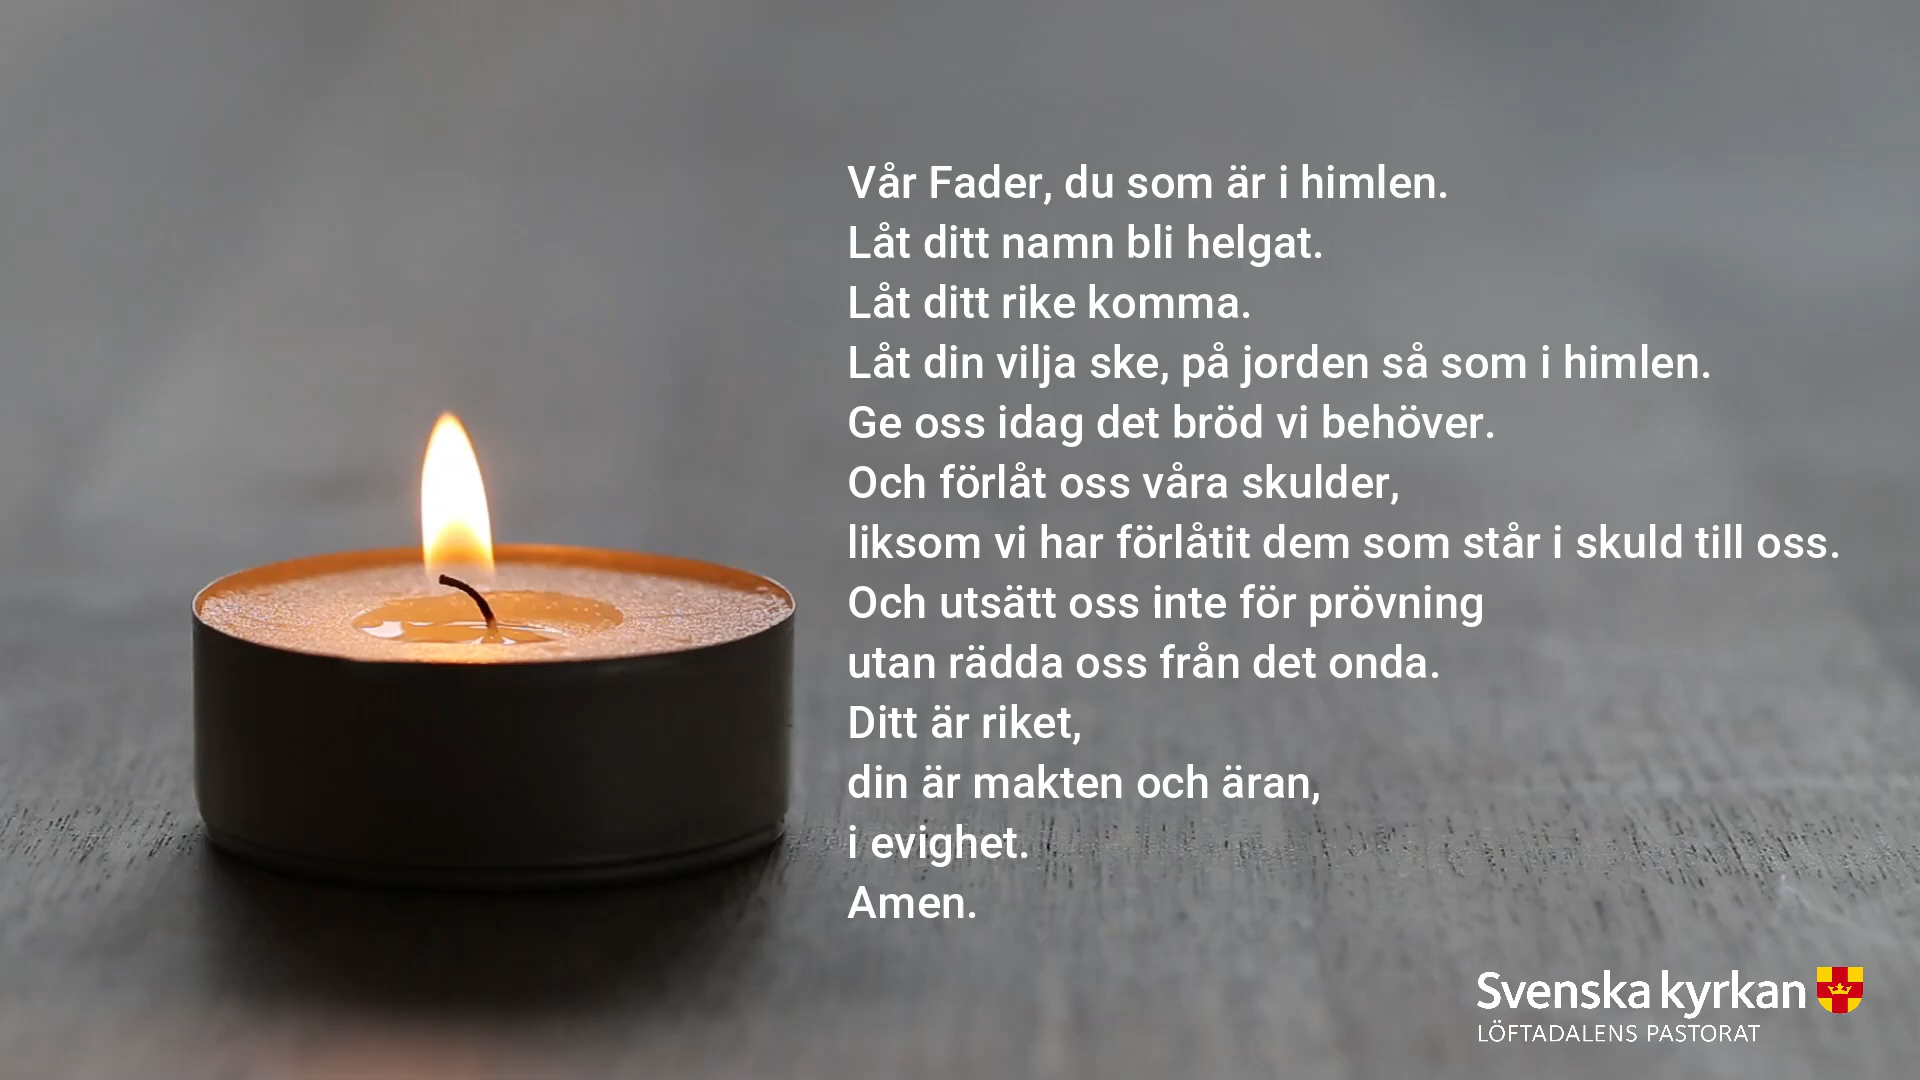 Vår Fader, du som är i himlen.
Låt ditt namn bli helgat.
Låt ditt rike komma.
Låt din vilja ske, på jorden så som i himlen.
Ge oss idag det bröd vi behöver.
Och förlåt oss våra skulder,
liksom vi har förlåtit dem som står i skuld till oss.
Och utsätt oss inte för prövning
utan rädda oss från det onda.
Ditt är riket,
din är makten och äran,
i evighet.
Amen.
Svenska kyrkan
LÖFTADALENS PASTORAT